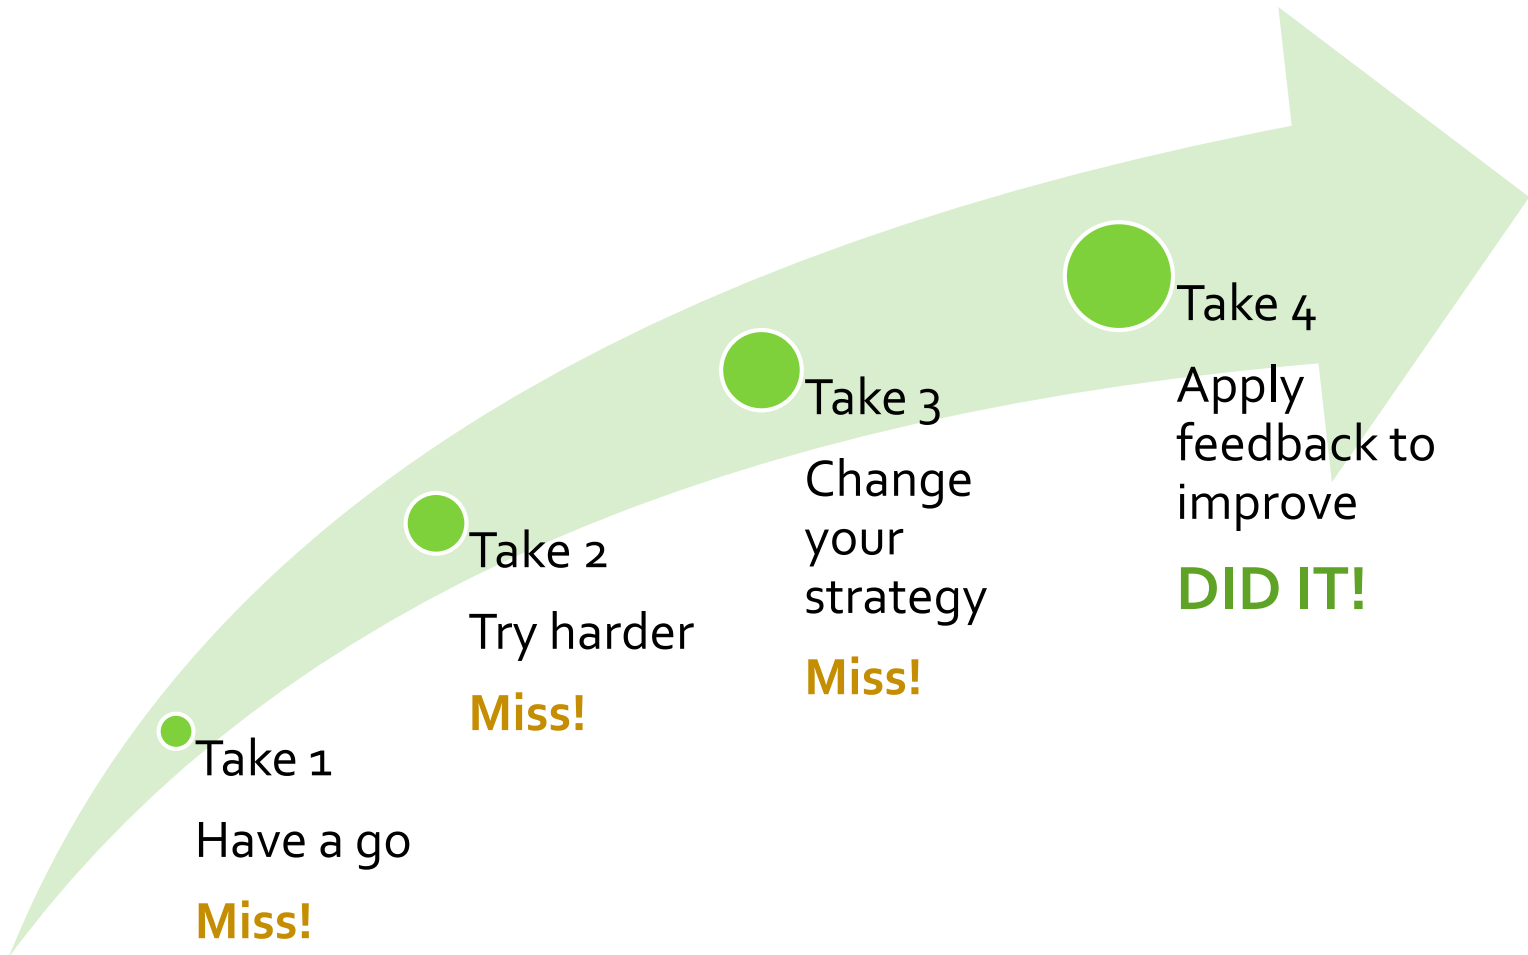 Take 1
Have a go
Miss!
Take 2
Try harder
Miss!
Take 3
Change
your
strategy
Miss!
Take 4
Apply
feedback to
improve
DID IT!